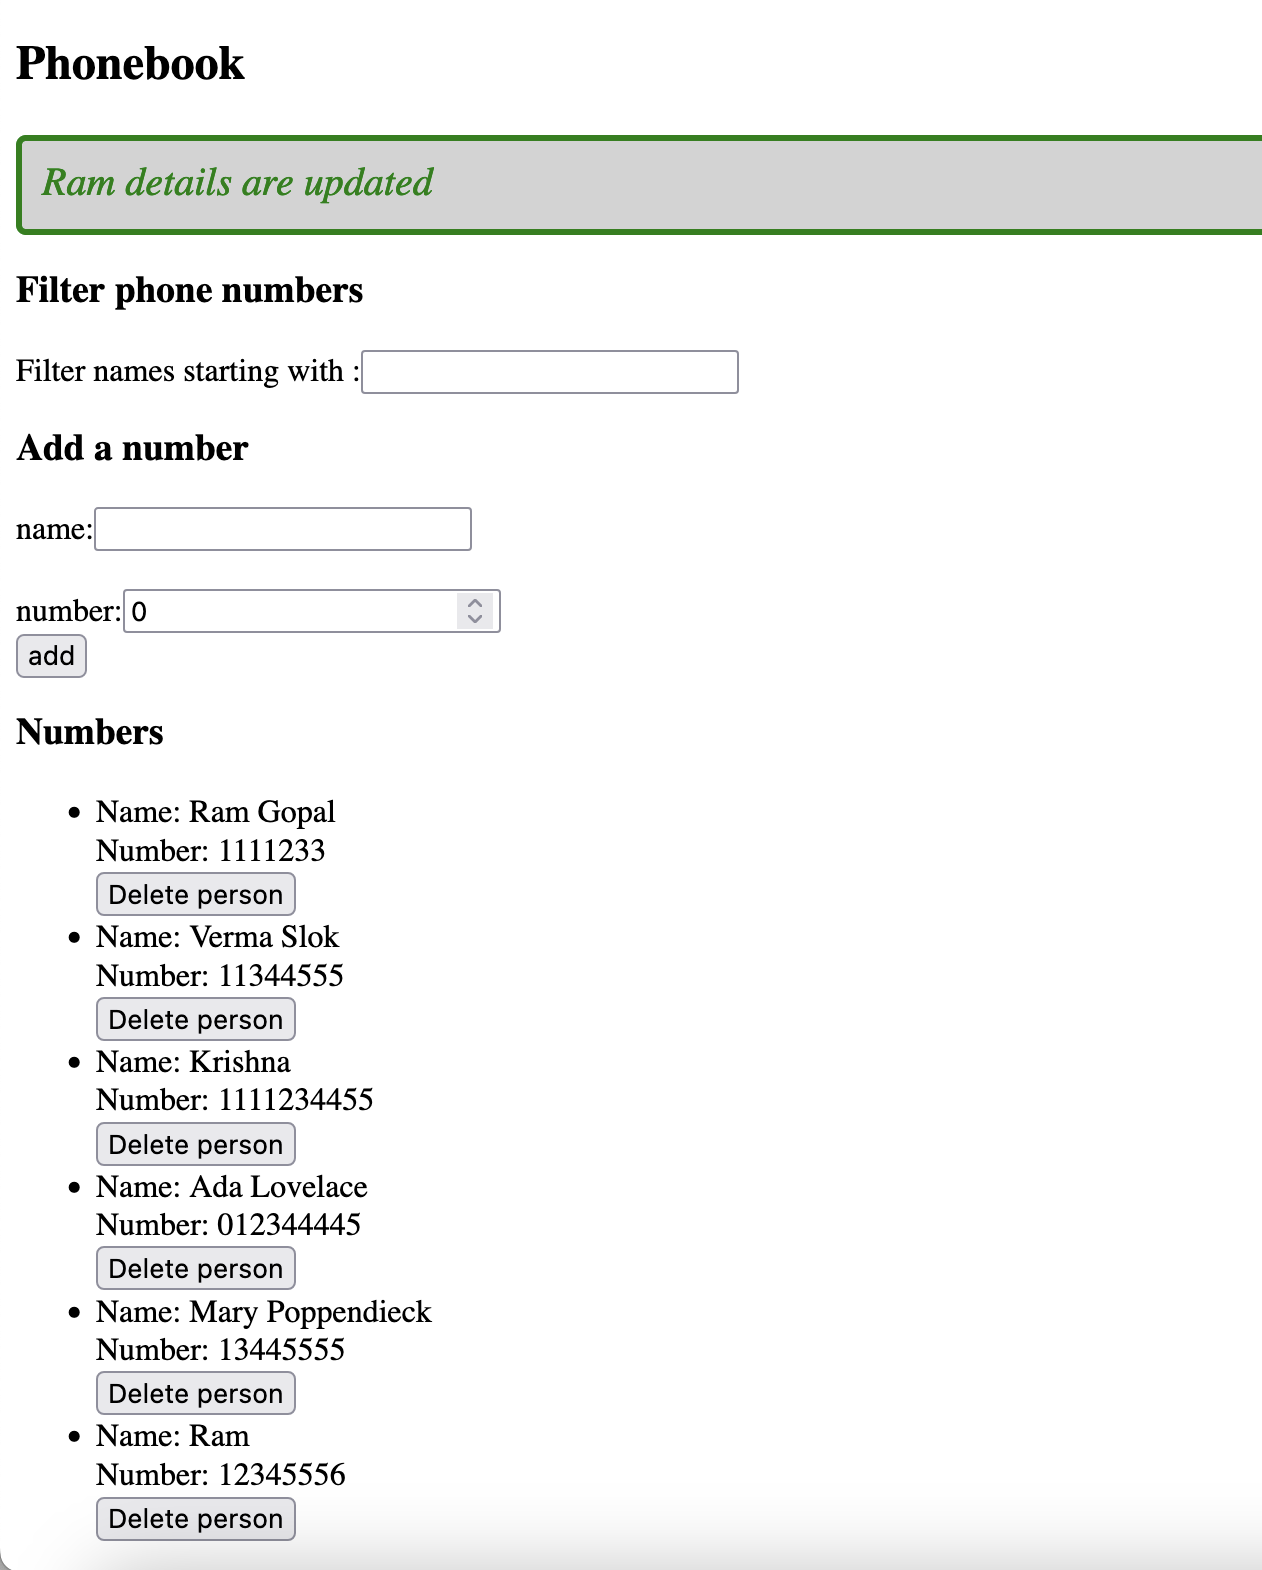 Phonebook
Ram details are updated
Filter phone numbers
Filter names starting with :
Add a number
name:
number: 0
add
Numbers
Name: Ram Gopal
Number: 1111233
Delete person
Name: Verma Slok
Number: 11344555
Delete person
Name: Krishna
Number: 1111234455
Delete person
Name: Ada Lovelace
Number: 012344445
Delete person
Name: Mary Poppendieck
Number: 13445555
Delete person
Name: Ram
Number: 12345556
Delete person